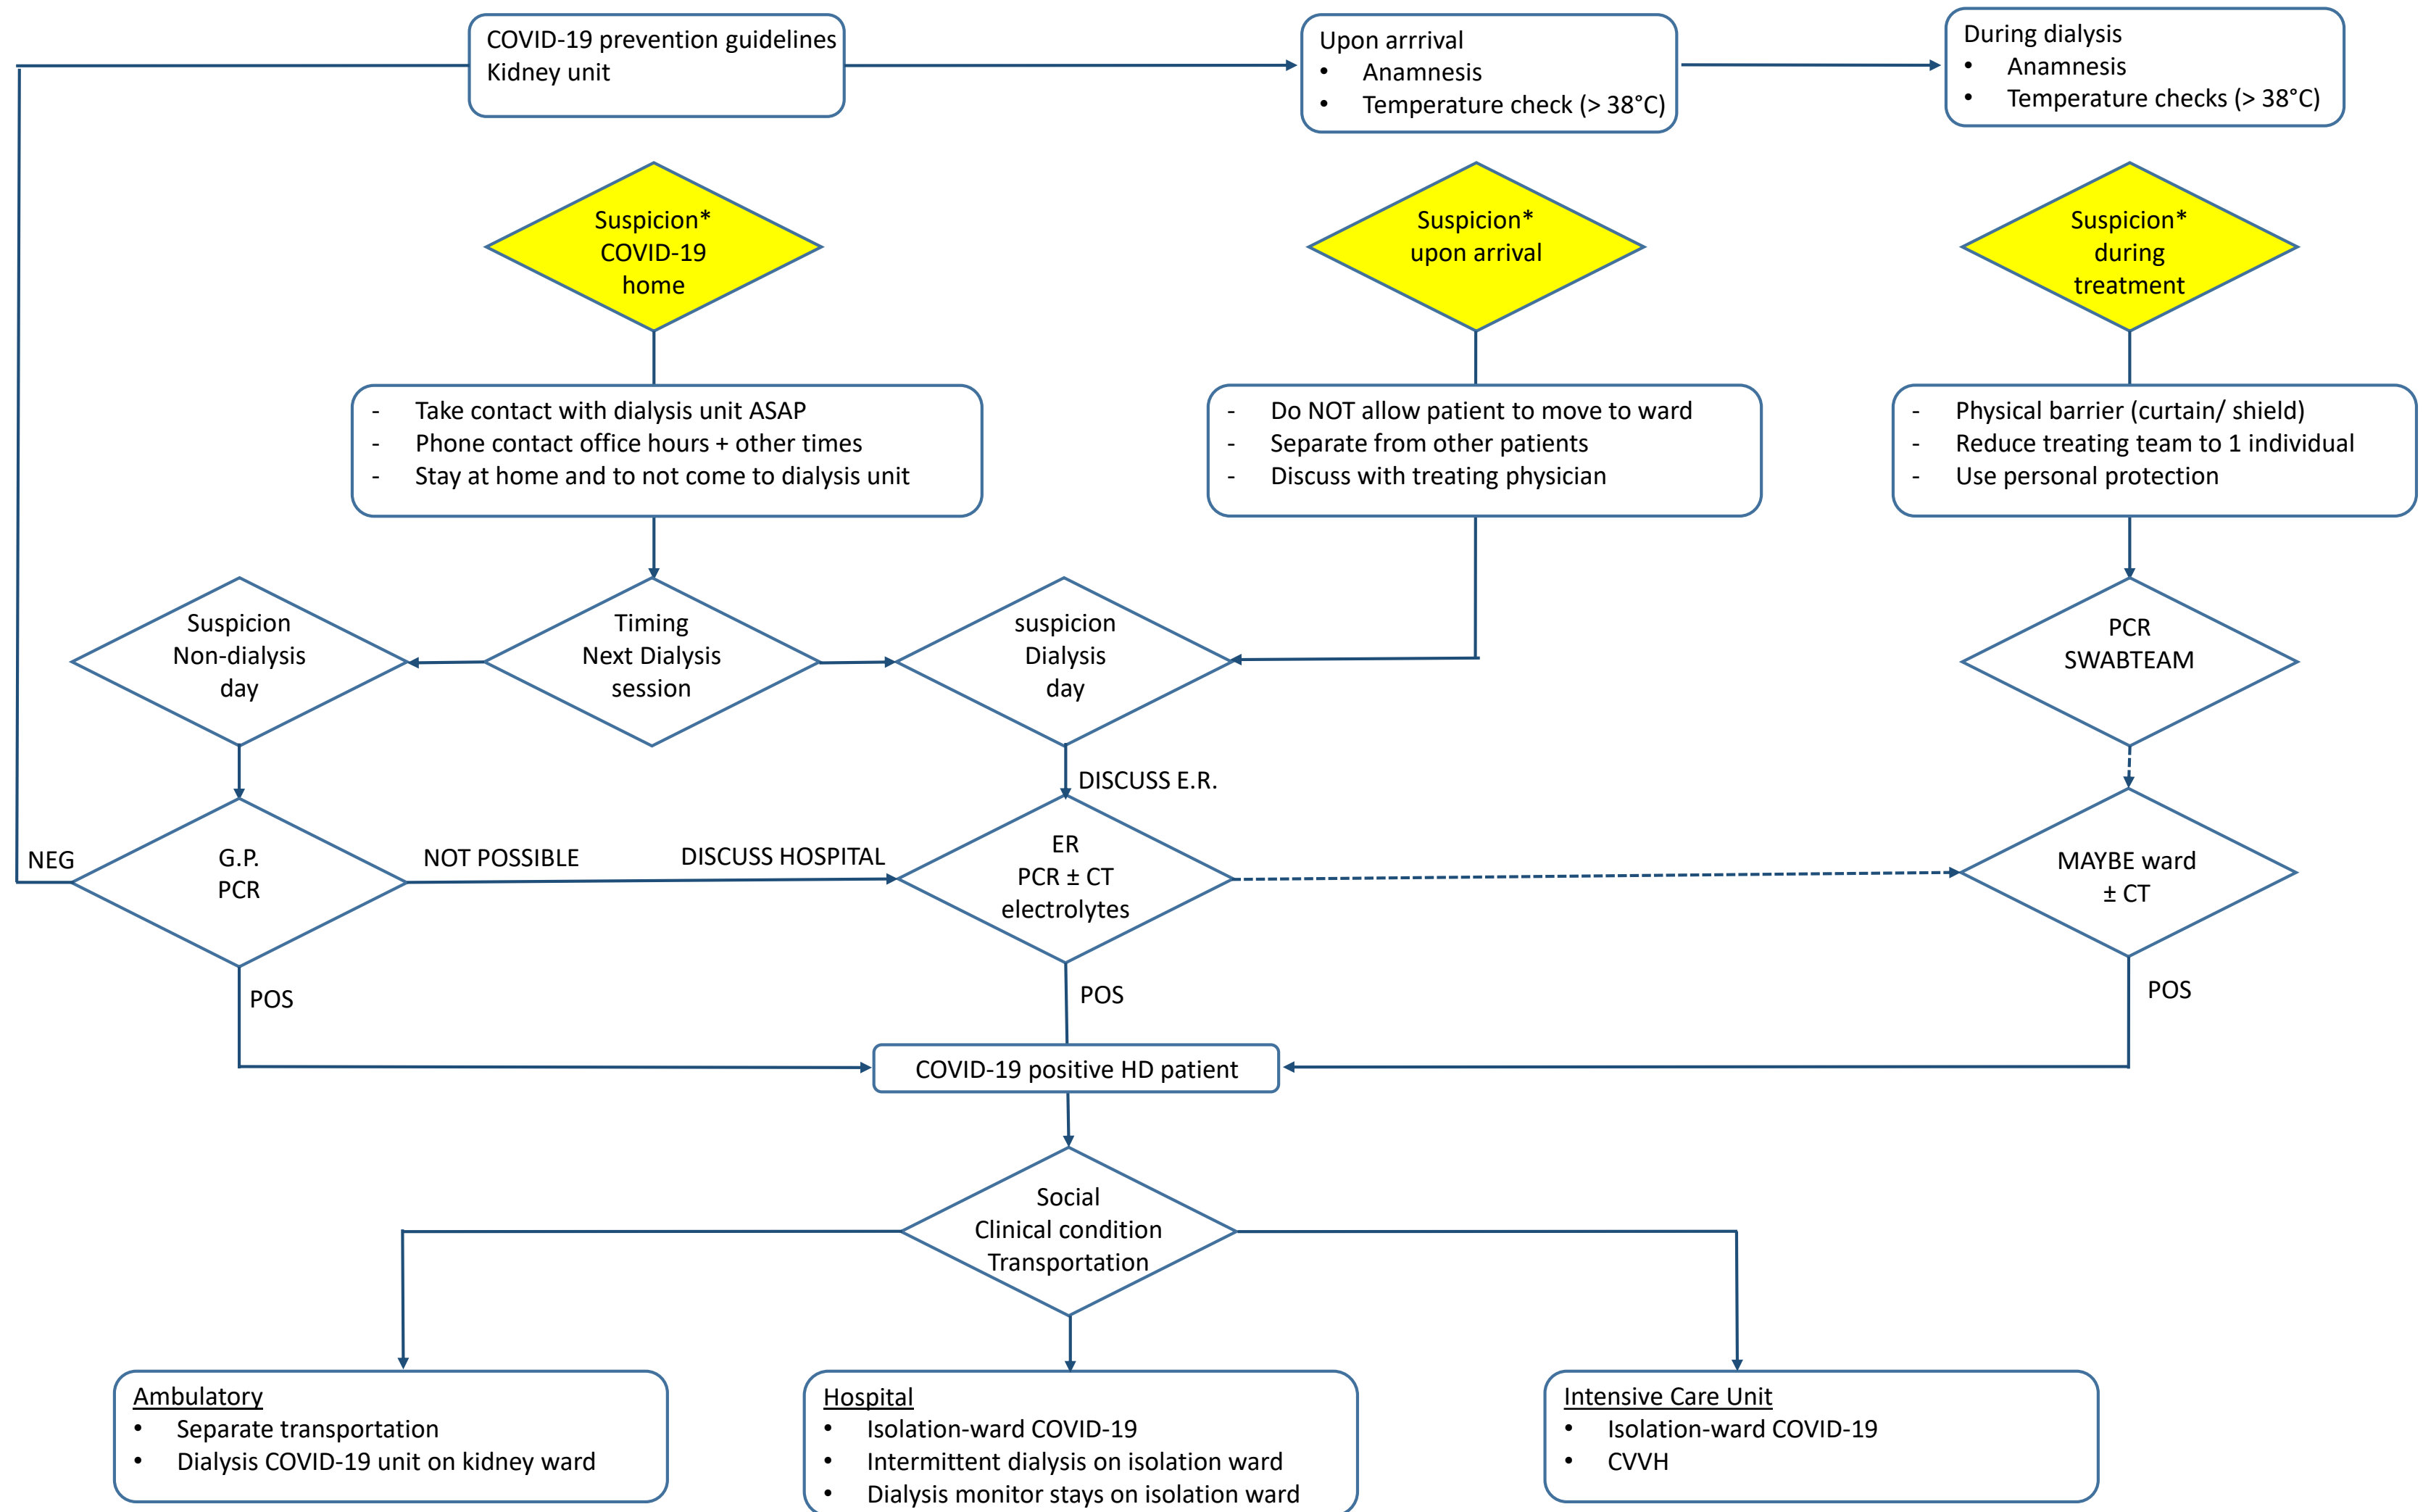 COVID-19 prevention guidelines
Kidney unit
Upon arrrival
• Anamnesis
• Temperature check (> 38°C)
During dialysis
• Anamnesis
• Temperature checks (> 38°C)
Suspicion*
COVID-19
home
Suspicion*
upon arrival
Suspicion*
during
treatment
- Take contact with dialysis unit ASAP
- Phone contact office hours + other times
- Stay at home and to not come to dialysis unit
- Do NOT allow patient to move to ward
- Separate from other patients
- Discuss with treating physician
- Physical barrier (curtain/ shield)
- Reduce treating team to 1 individual
- Use personal protection
Suspicion
Non-dialysis
day
Timing
Next Dialysis
session
suspicion
Dialysis
day
PCR
SWABTEAM
DISCUSS E.R.
NEG
G.P.
PCR
NOT POSSIBLE
DISCUSS HOSPITAL
ER
PCR ± CT
electrolytes
MAYBE ward
± CT
POS
POS
POS
COVID-19 positive HD patient
Social
Clinical condition
Transportation
Ambulatory
• Separate transportation
• Dialysis COVID-19 unit on kidney ward
Hospital
• Isolation-ward COVID-19
• Intermittent dialysis on isolation ward
• Dialysis monitor stays on isolation ward
Intensive Care Unit
• Isolation-ward COVID-19
• CVVH